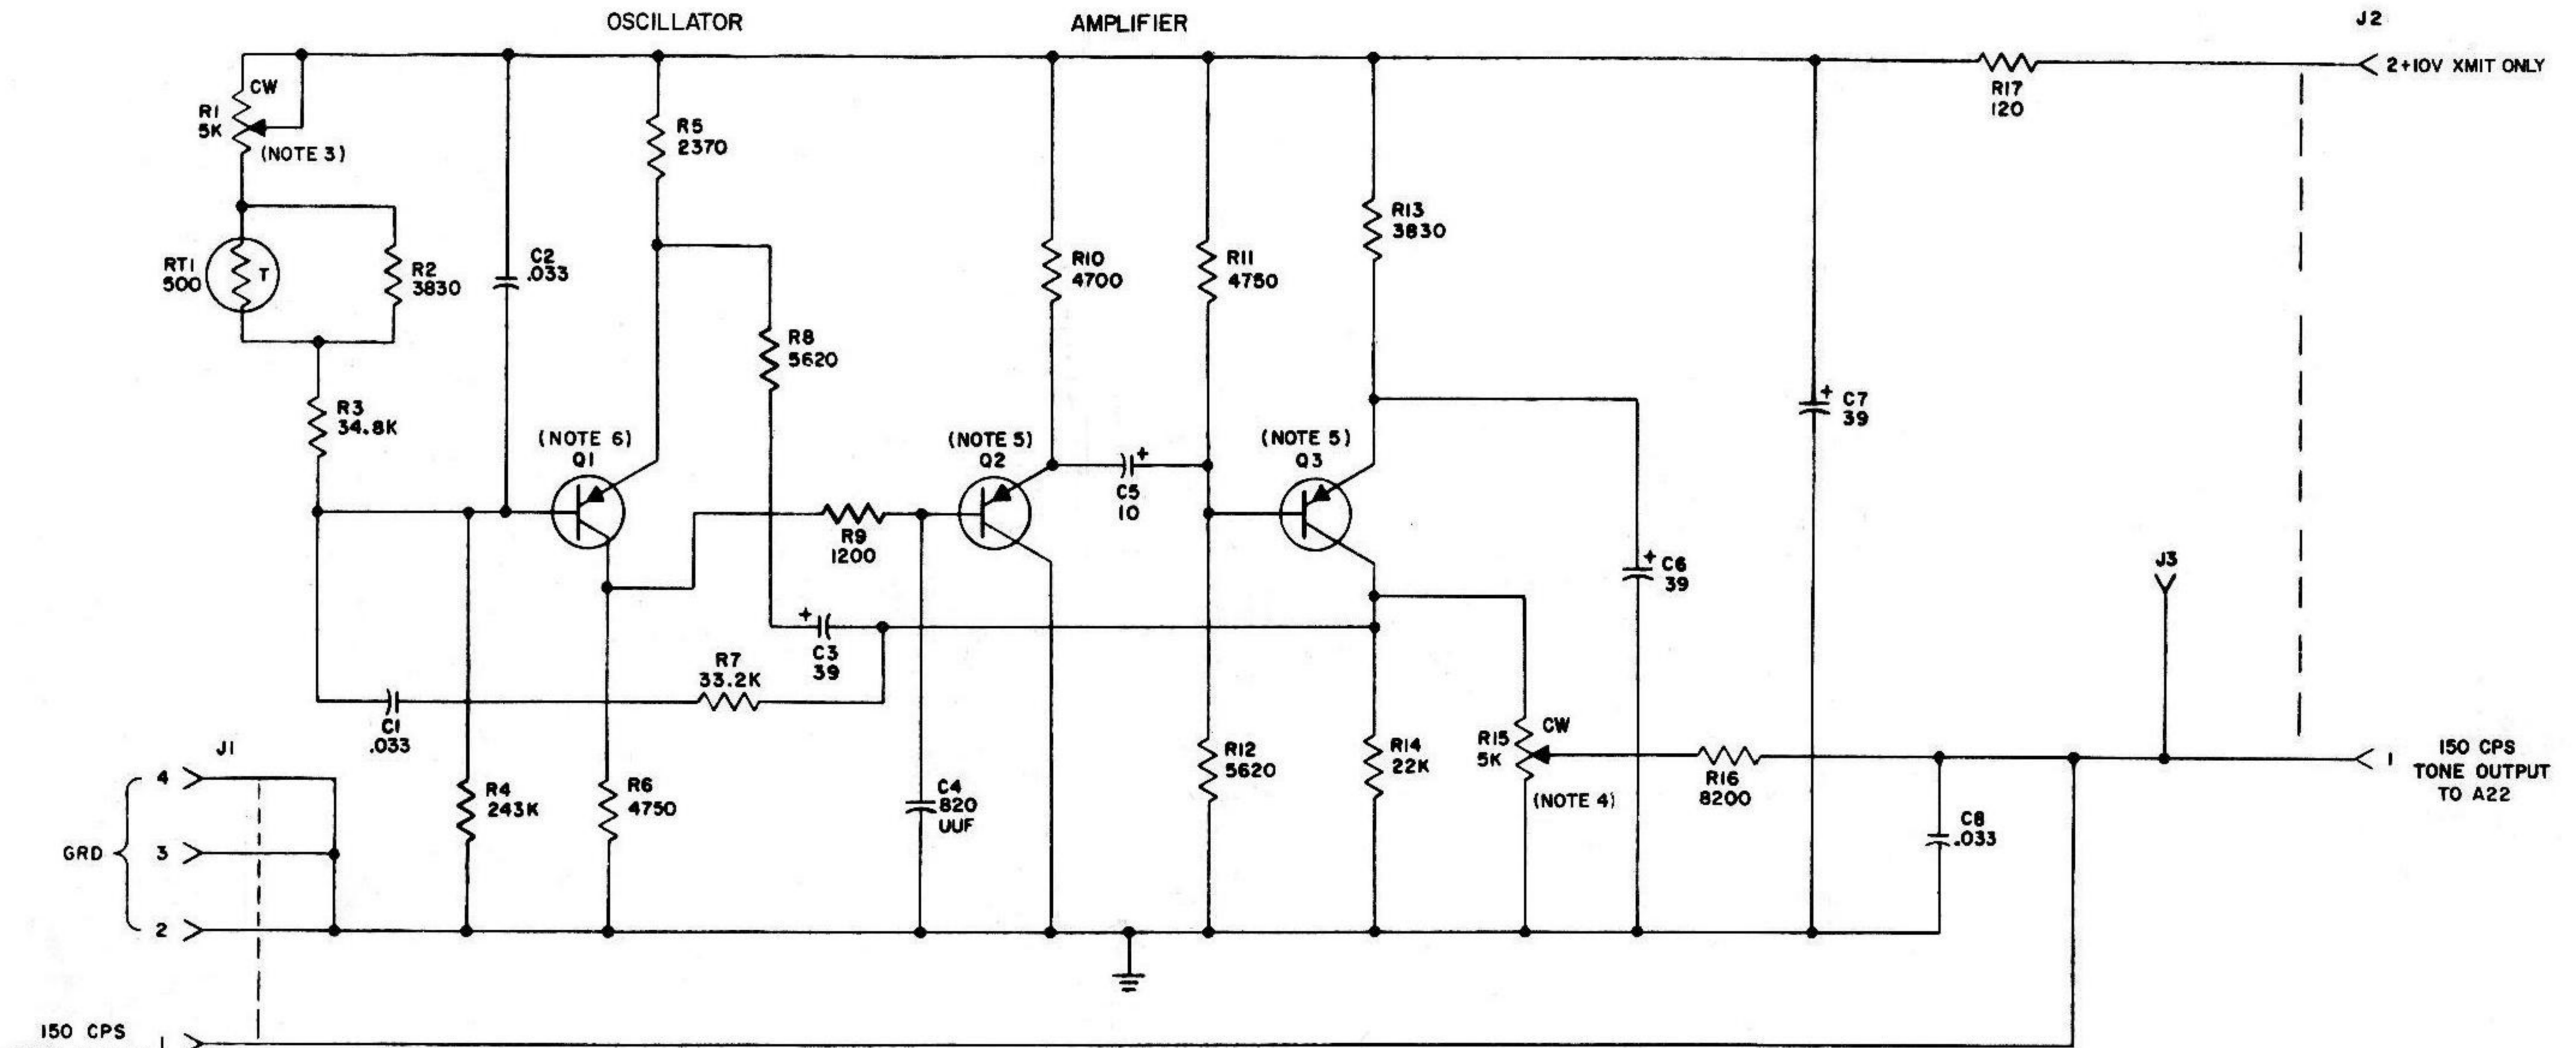 OSCILLATOR
AMPLIFIER
J2
2+10V XMIT ONLY
CW
R1
5K
(NOTE 3)
R5
2370
R17
120
R13
3830
RT1
500
T
R2
3830
C2
.033
R10
4700
R11
4750
R8
5620
R3
34.8K
(NOTE 6)
Q1
(NOTE 5)
Q2
(NOTE 5)
Q3
+
C7
39
+
C5
10
R9
1200
+
C6
39
J3
+
C3
39
R7
33.2K
C1
.033
J1
R15
5K
CW
(NOTE 4)
R12
5620
R14
22K
R16
8200
1
150 CPS
TONE OUTPUT
TO A22
4
GRD
3
2
R4
243K
R6
4750
C4
820
UUF
C8
.033
150 CPS
1